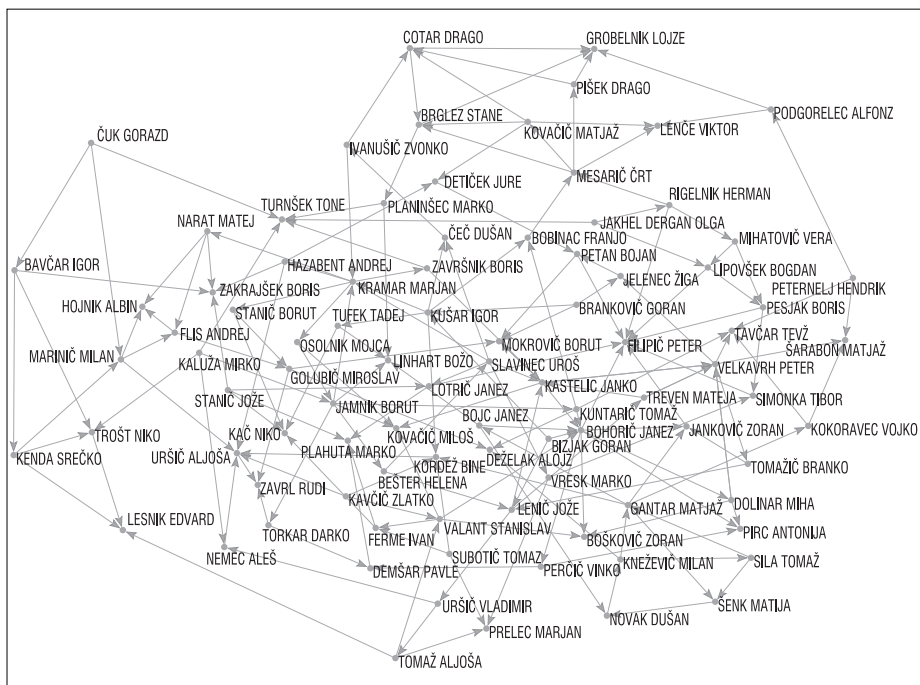 COTAR DRAGO
GROBELNIK LOJZE
PIŠEK DRAGO
BRGLEZ STANE
KOVAČIČ MATJAŽ
LENČE VIKTOR
PODGORELEC ALFONZ
ČUK GORAZD
IVANUŠIČ ZVONKO
MESARIČ ČRT
DETIČEK JURE
RIGELNIK HERMAN
PLANINŠEC MARKO
TURNŠEK TONE
JAKHEL DERGAN OLGA
NARAT MATEJ
ČEČ DUŠAN
BOBINAC FRANJO
MIHATOVIČ VERA
PETAN BOJAN
BAVČAR IGOR
HAZABENT ANDREJ
ZAVRŠNIK BORIS
LIPOVŠEK BOGDAN
JELENEC ŽIGA
PETERNELJ HENDRIK
ZAKRAJŠEK BORIS
KRAMAR MARJAN
HOJNIK ALBIN
STANIČ BORUT
TUFEK TADEJ
KUŠAR IGOR
BRANKOVIČ GORAN
PESJAK BORIS
FLIS ANDREJ
OSOLNIK MOJCA
MOKROVIČ BORUT
FILIPIČ PETER
TAVČAR TEVŽ
ŠARABON MATJAŽ
MARINIČ MILAN
KALUŽA MIRKO
LINHART BOŽO
SLAVINEC UROŠ
VELKAVRH PETER
GOLUBIČ MIROSLAV
LOTRIČ JANEZ
KASTELIC JANKO
STANIČ JOŽE
JAMNIK BORUT
TREVEN MATEJA
SIMONKA TIBOR
BOJC JANEZ
KUNTARIČ TOMAŽ
TROŠT NIKO
KAČ NIKO
KOVAČIČ MILOŠ
BOHORIČ JANEZ
JANKOVIČ ZORAN
KOKORAVEC VOJKO
KENDA SREČKO
URŠIČ ALJOŠA
PLAHUTA MARKO
KORDEŽ BINE
BIZJAK GORAN
DEŽELAK ALOJZ
TOMAŽIČ BRANKO
BEŠTER HELENA
VRESK MARKO
ZAVRL RUDI
KAVČIČ ZLATKO
LENIČ JOŽE
GANTAR MATJAŽ
DOLINAR MIHA
LESNIK EDVARD
TORKAR DARKO
FERME IVAN
VALANT STANISLAV
BOŠKOVIČ ZORAN
PIRC ANTONIJA
NEMEC ALEŠ
SUBOTIČ TOMAZ
DEMŠAR PAVLE
PERČIČ VINKO
KNEŽEVIČ MILAN
SILA TOMAŽ
URŠIČ VLADIMIR
ŠENK MATIJA
NOVAK DUŠAN
PRELEC MARJAN
TOMAŽ ALJOŠA